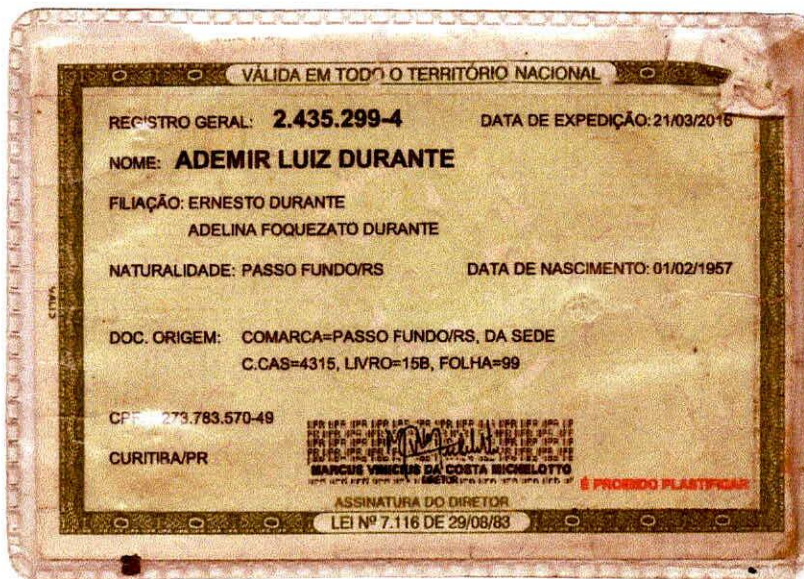 VÁLIDA EM TODO O TERRITÓRIO NACIONAL
REGISTRO GERAL: 2.435.299-4 DATA DE EXPEDIÇÃO: 21/03/2016
NOME: ADEMIR LUIZ DURANTE
FILIAÇÃO: ERNESTO DURANTE
ADELINA FOQUEZATO DURANTE
NATURALIDADE: PASSO FUNDO/RS DATA DE NASCIMENTO: 01/02/1957
DOC. ORIGEM: COMARCA=PASSO FUNDO/RS, DA SEDE
C.CAS=4315, LIVRO=15B, FOLHA=99
273.783.570-49
CURITIBA/PR
MARCUS VINICIUS DA COSTA MICHELOTTO
DIRETOR
É PROIBIDO PLASTIFICAR
ASSINATURA DO DIRETOR
LEI Nº 7.116 DE 29/08/83